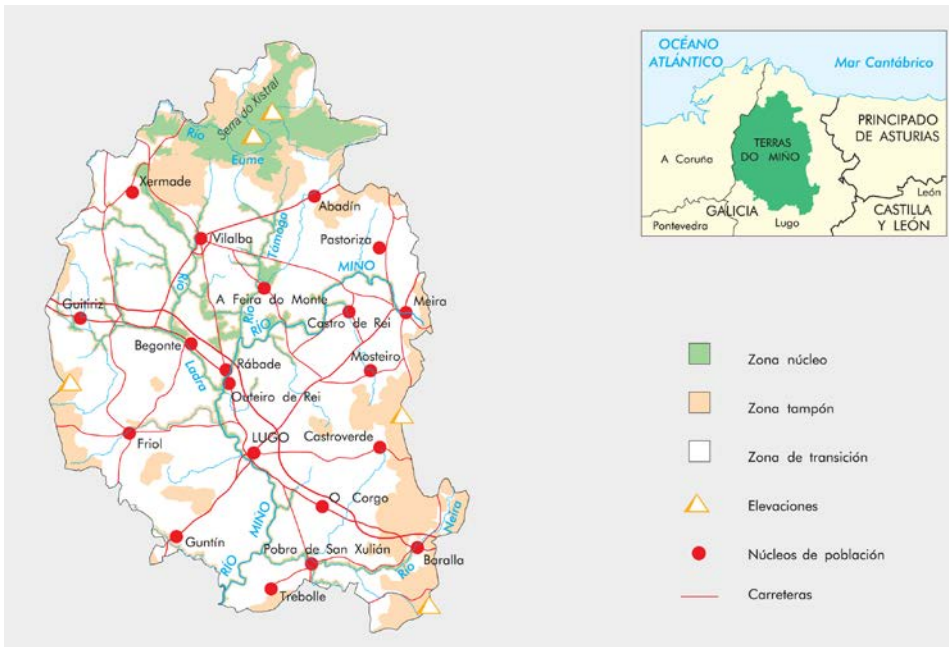 Serra do Xistral
Río
Eume
Xermade
Abadín
Támoga
Vilalba
Pastoriza
MIÑO
Río
A Feira do Monte
Río
RÍO
Guitiriz
Castro de Rei
Meira
Begonte
Mosteiro
Rábade
Ladra
Outeiro de Rei
Friol
LUGO
Castroverde
O Corgo
MIÑO
Neira
Guntín
Pobra de San Xulián
Baralla
RÍO
Río
Trebolle
OCÉANO
ATLÁNTICO
Mar Cantábrico
PRINCIPADO
DE ASTURIAS
TERRAS
DO MIÑO
A Coruña
León
GALICIA
CASTILLA
Y LEÓN
Pontevedra
Lugo
Zona núcleo
Zona tampón
Zona de transición
Elevaciones
Núcleos de población
Carreteras